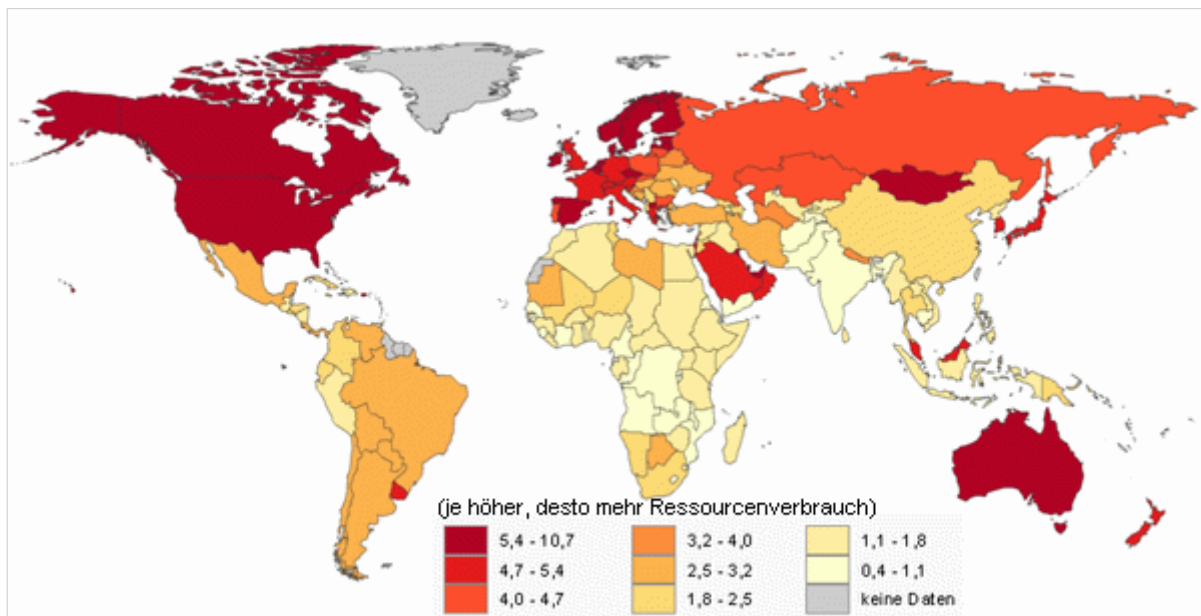 (je höher, desto mehr Ressourcenverbrauch)
5,4 - 10,7
4,7 - 5,4
4,0 - 4,7
3,2 - 4,0
2,5 - 3,2
1,8 - 2,5
1,1 - 1,8
0,4 - 1,1
keine Daten